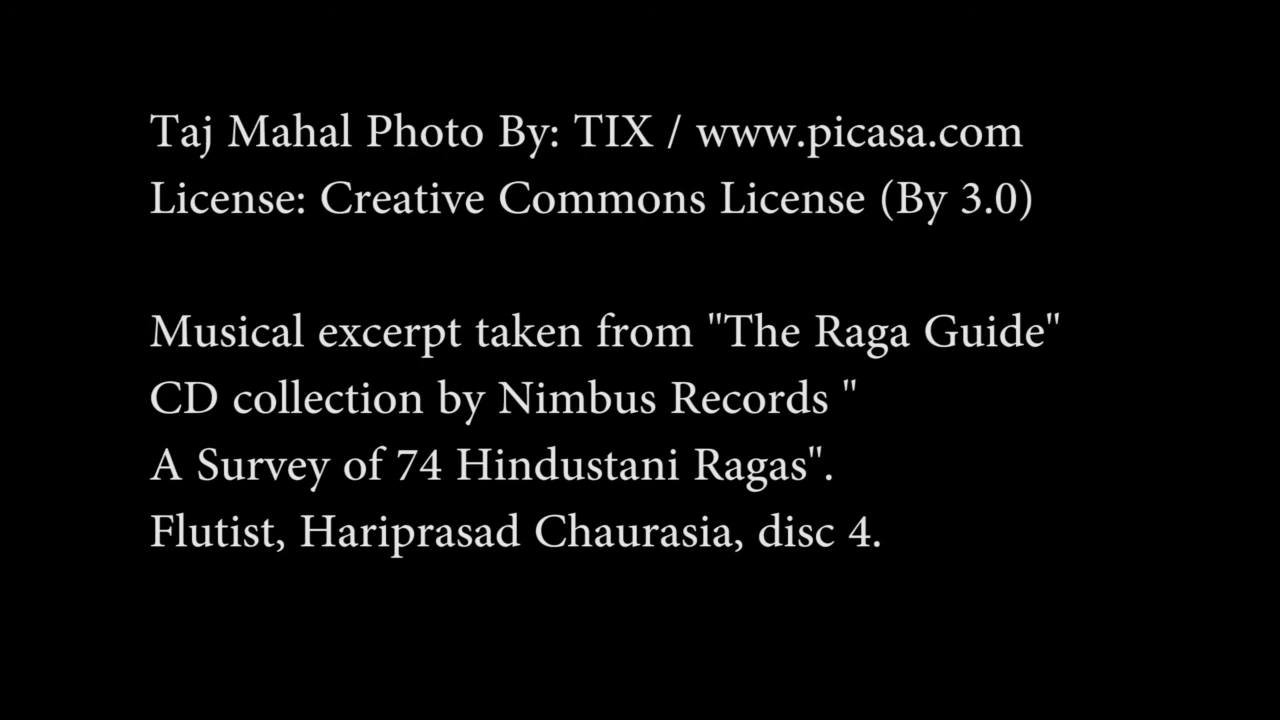 Taj Mahal Photo By: TIX / www.picasa.com
License: Creative Commons License (By 3.0)
Musical excerpt taken from "The Raga Guide"
CD collection by Nimbus Records "
A Survey of 74 Hindustani Ragas".
Flutist, Hariprasad Chaurasia, disc 4.